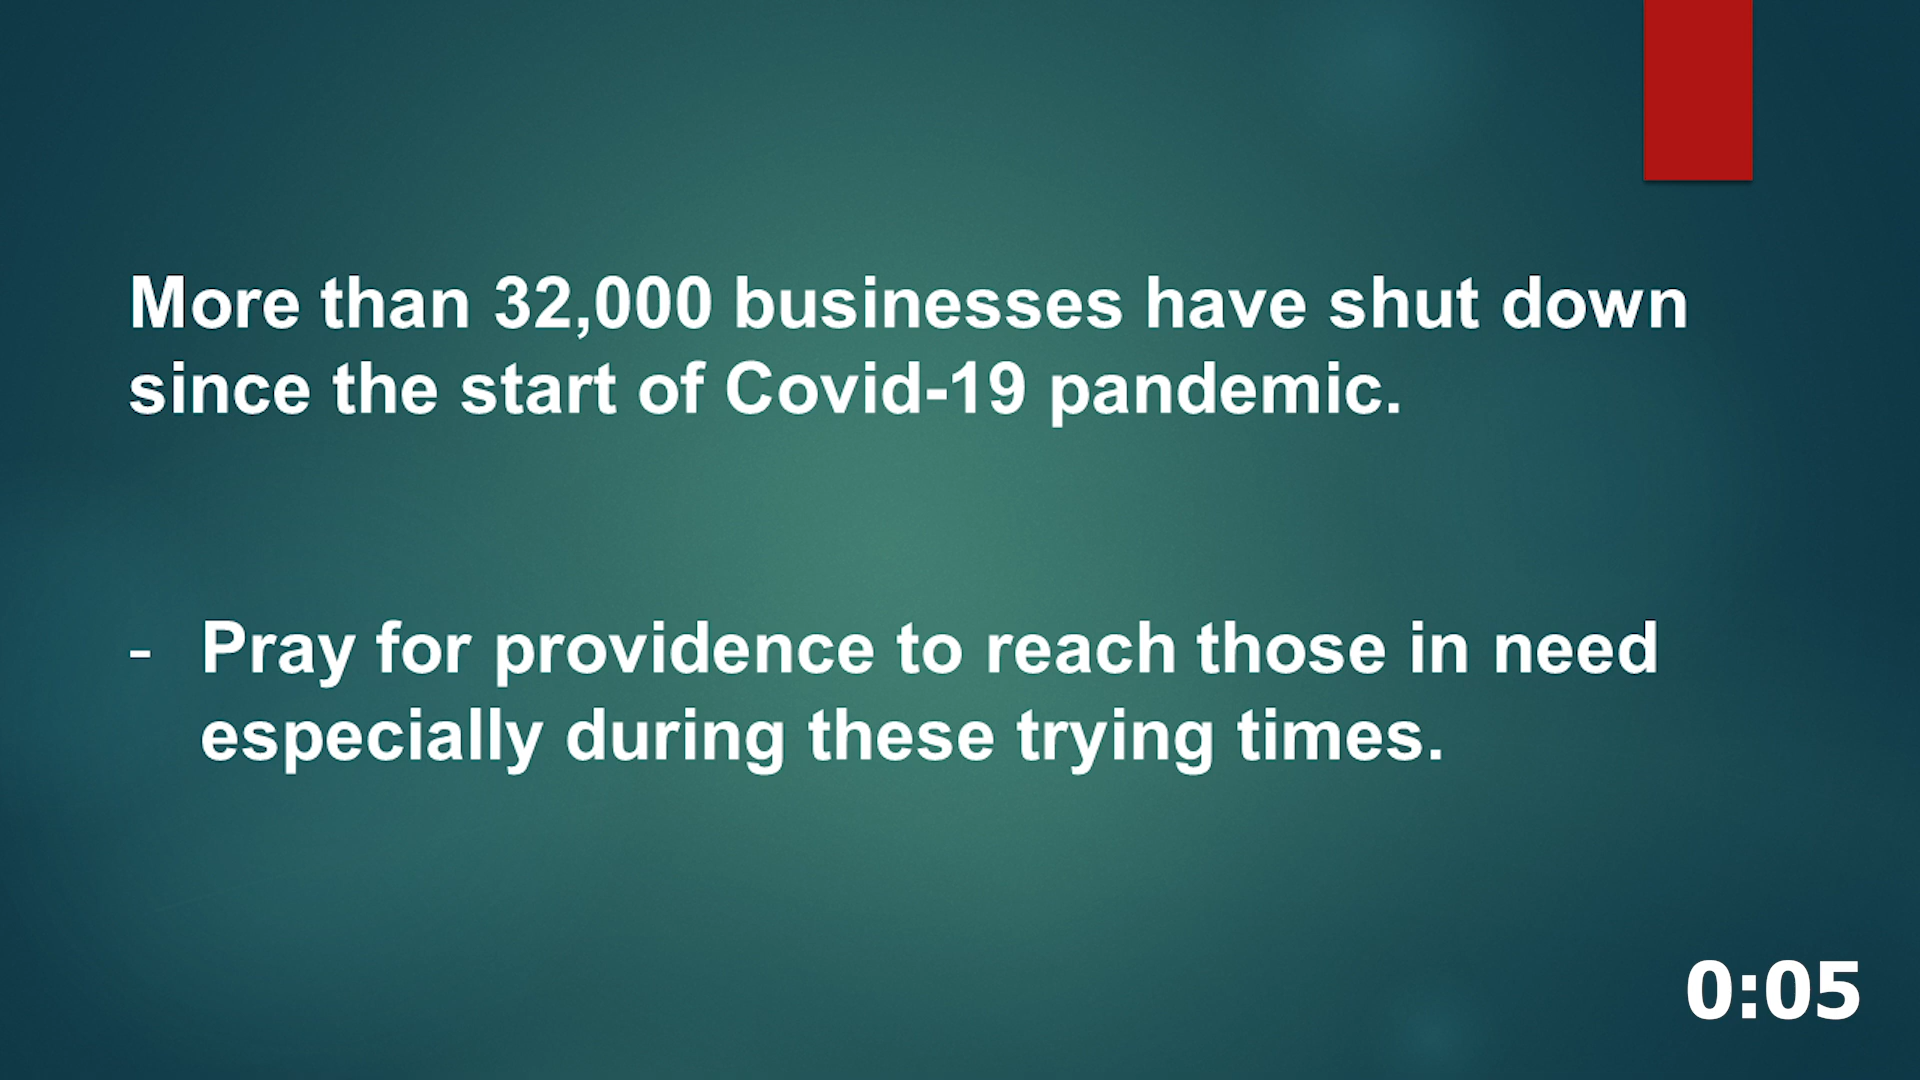 More than 32,000 businesses have shut down
since the start of Covid-19 pandemic.
- Pray for providence to reach those in need
especially during these trying times.
0:05